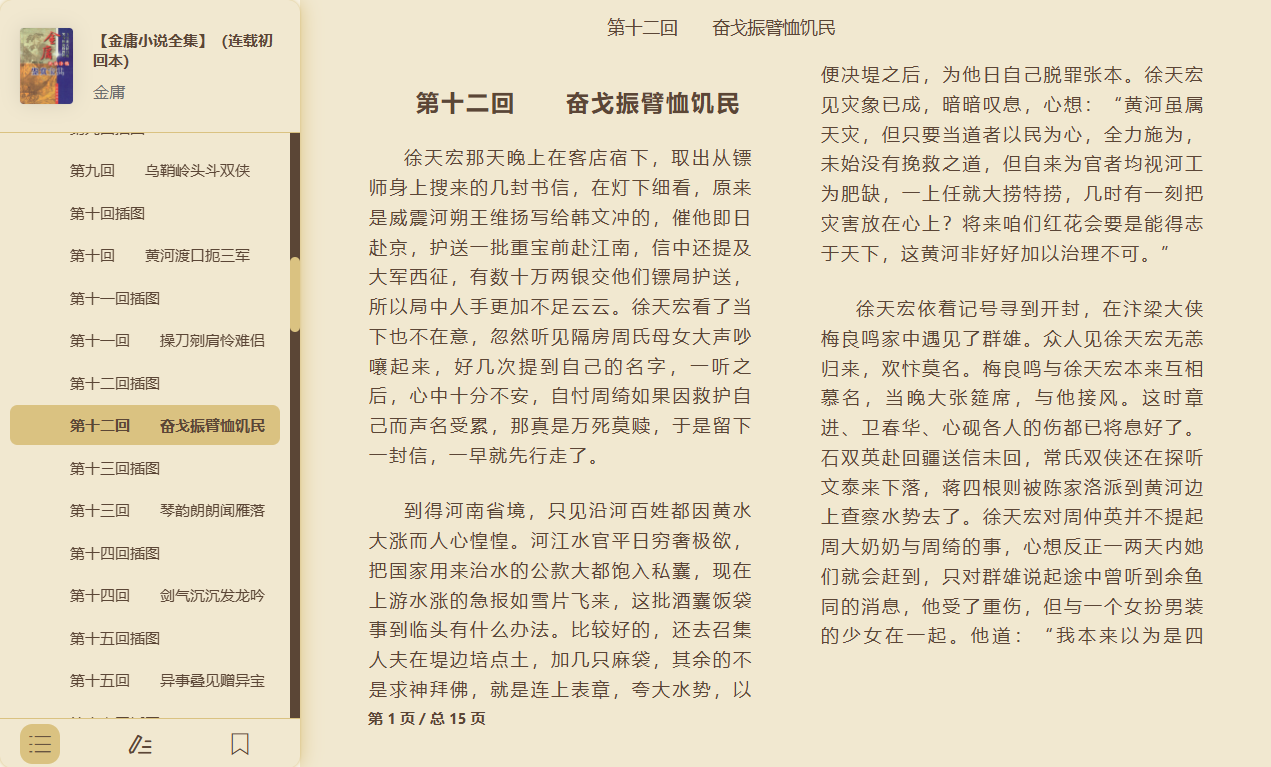 【金庸小说全集】（连载初
回本）
金庸
第九回　　乌鞘岭头斗双侠
第十回插图
第十回　　黄河渡口扼三军
第十一回插图
第十一回　　操刀剜肩怜难侣
第十二回插图
第十二回　　奋戈振臂恤饥民
第十三回插图
第十三回　　琴韵朗朗闻雁落
第十四回插图
第十四回　　剑气沉沉发龙吟
第十五回插图
第十五回　　异事叠见赠异宝
第十二回　　奋戈振臂恤饥民
第十二回　　奋戈振臂恤饥民
徐天宏那天晚上在客店宿下，取出从镖
师身上搜来的几封书信，在灯下细看，原来
是威震河朔王维扬写给韩文冲的，催他即日
赴京，护送一批重宝前赴江南，信中还提及
大军西征，有数十万两银交他们镖局护送，
所以局中人手更加不足云云。徐天宏看了当
下也不在意，忽然听见隔房周氏母女大声吵
嚷起来，好几次提到自己的名字，一听之
后，心中十分不安，自忖周绮如果因救护自
己而声名受累，那真是万死莫赎，于是留下
一封信，一早就先行走了。
到得河南省境，只见沿河百姓都因黄水
大涨而人心惶惶。河江水官平日穷奢极欲，
把国家用来治水的公款大都饱入私囊，现在
上游水涨的急报如雪片飞来，这批酒囊饭袋
事到临头有什么办法。比较好的，还去召集
人夫在堤边培点土，加几只麻袋，其余的不
是求神拜佛，就是连上表章，夸大水势，以
第 1 页 / 总 15 页
便决堤之后，为他日自己脱罪张本。徐天宏
见灾象已成，暗暗叹息，心想：“黄河虽属
天灾，但只要当道者以民为心，全力施为，
未始没有挽救之道，但自来为官者均视河工
为肥缺，一上任就大捞特捞，几时有一刻把
灾害放在心上？将来咱们红花会要是能得志
于天下，这黄河非好好加以治理不可。”
徐天宏依着记号寻到开封，在汴梁大侠
梅良鸣家中遇见了群雄。众人见徐天宏无恙
归来，欢忭莫名。梅良鸣与徐天宏本来互相
慕名，当晚大张筵席，与他接风。这时章
进、卫春华、心砚各人的伤都已将息好了。
石双英赴回疆送信未回，常氏双侠还在探听
文泰来下落，蒋四根则被陈家洛派到黄河边
上查察水势去了。徐天宏对周仲英并不提起
周大奶奶与周绮的事，心想反正一两天内她
们就会赶到，只对群雄说起途中曾听到余鱼
同的消息，他受了重伤，但与一个女扮男装
的少女在一起。他道：“我本来以为是四